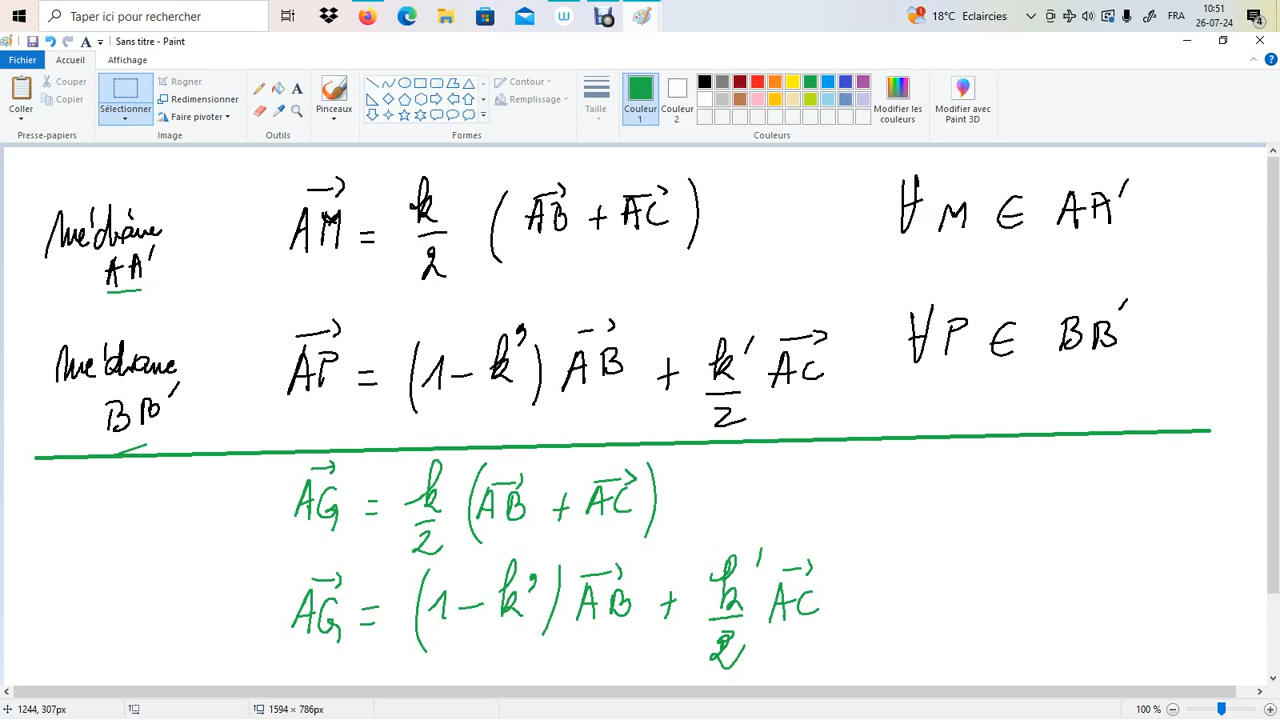 Taper ici pour rechercher
18°C Eclaircies
FRA
10:51
26-07-24
4
Sans titre - Paint
Fichier
Accueil
Affichage
Coller
Couper
Copier
Presse-papiers
Sélectionner
Rogner
Redimensionner
Faire pivoter
Image
A
Outils
Pinceaux
Contour
Remplissage
Formes
Taille
Couleur 1
Couleur 2
Modifier les couleurs
Couleurs
Modifier avec Paint 3D
médiane AA' AM⃗ = k/2 (AB⃗ + AC⃗) ∀ M ∈ AA'
médiane BB' AP⃗ = (1 - k') AB⃗ + k'/2 AC⃗ ∀ P ∈ BB'
AG⃗ = k/2 (AB⃗ + AC⃗)
AG⃗ = (1 - k') AB⃗ + k'/2 AC⃗
1244, 307px
1594 × 786px
100 %